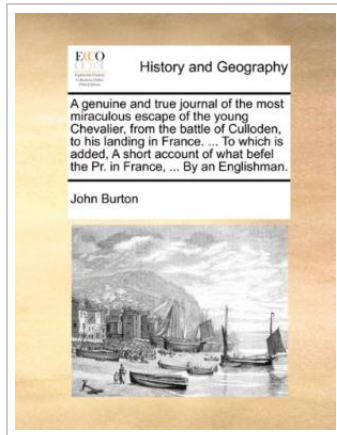 ECCO
History and Geography
A genuine and true journal of the most
miraculous escape of the young
Chevalier, from the battle of Culloden,
to his landing in France. ... To which is
added, A short account of what befel
the Pr. in France, ... By an Englishman.
John Burton